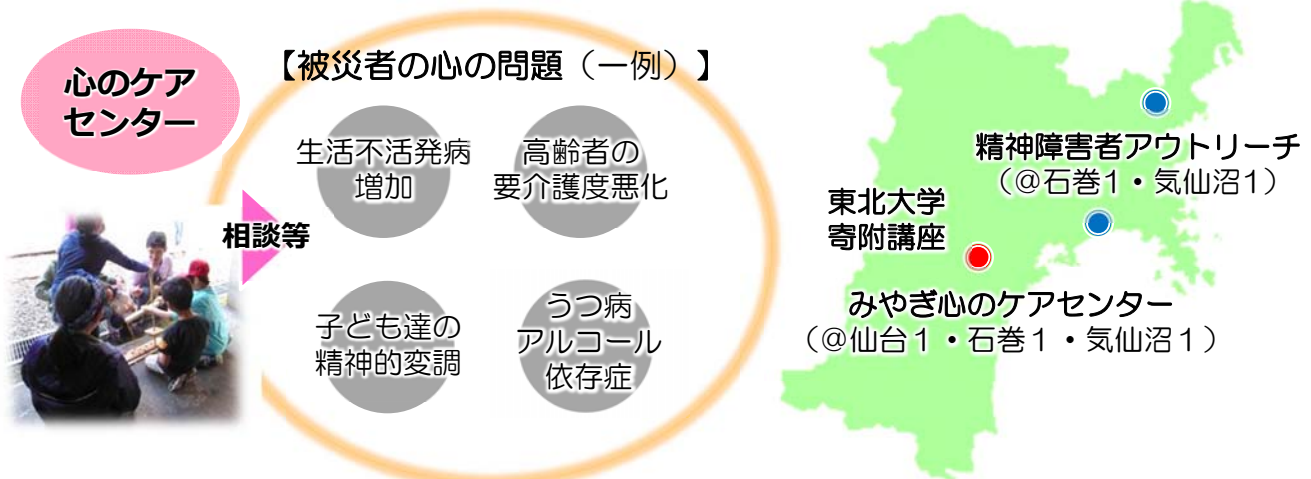 心のケア
センター
【被災者の心の問題（一例）】
生活不活発病
増加
高齢者の
要介護度悪化
相談等
子ども達の
精神的変調
うつ病
アルコール
依存症
精神障害者アウトリーチ
（＠石巻１・気仙沼１）
東北大学
寄附講座
みやぎ心のケアセンター
（＠仙台１・石巻１・気仙沼１）